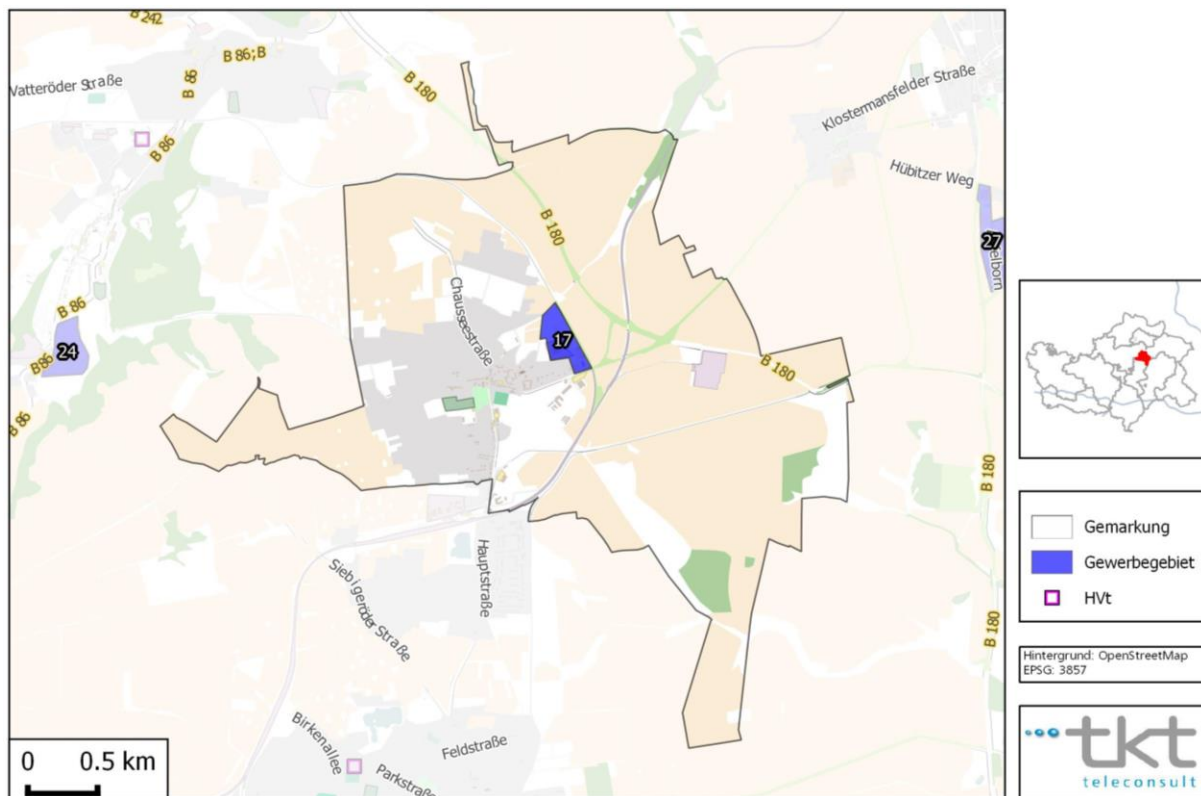 B 242
B 86;B
B 86
Vatteröder Straße
B 180
Klostermansfelder Straße
B 86
Hübitzer Weg
B 180
27
elborn
Chausseestraße
B 86
17
24
B86
B 180
B 86
B 180
Hauptstraße
Siebigeröder Straße
B 180
Birkenallee
Feldstraße
Parkstraße
0 0.5 km
Gemarkung
Gewerbegebiet
HVt
Hintergrund: OpenStreetMap
EPSG: 3857
tkt
teleconsult